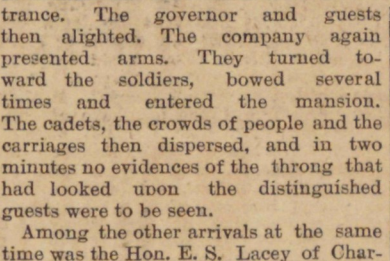 trance. The governor and guests
then alighted. The company again
presented arms. They turned to-
ward the soldiers, bowed several
times and entered the mansion.
The cadets, the crowds of people and the
carriages then dispersed, and in two
minutes no evidences of the throng that
had looked upon the distinguished
guests were to be seen.
Among the other arrivals at the same
time was the Hon. E. S. Lacey of Char-